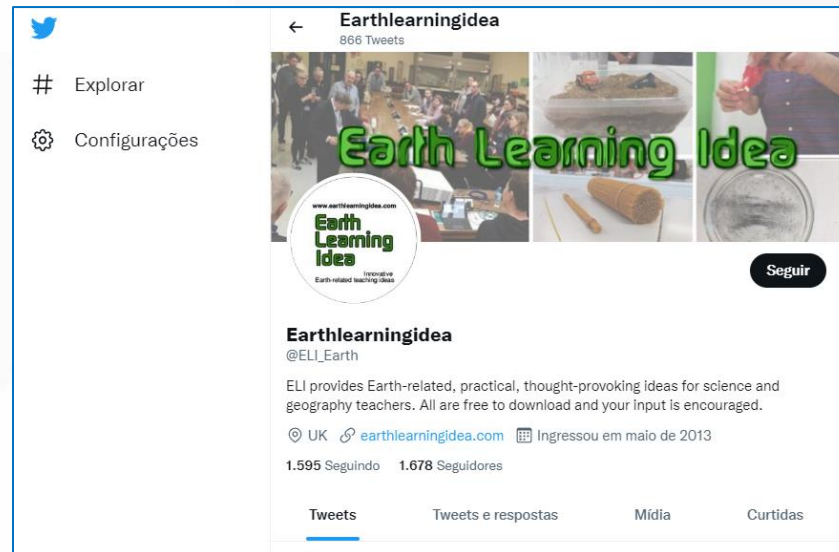 Earthlearningidea
866 Tweets
Explorar
Configurações
Earth Learning Idea
www.earthlearningidea.com
Earth
Learning
Idea
Innovative
Earth-related teaching ideas
Seguir
Earthlearningidea
@ELI_Earth
ELI provides Earth-related, practical, thought-provoking ideas for science and
geography teachers. All are free to download and your input is encouraged.
UK earthlearningidea.com Ingressou em maio de 2013
1.595 Seguindo 1.678 Seguidores
Tweets Tweets e respostas Mídia Curtidas